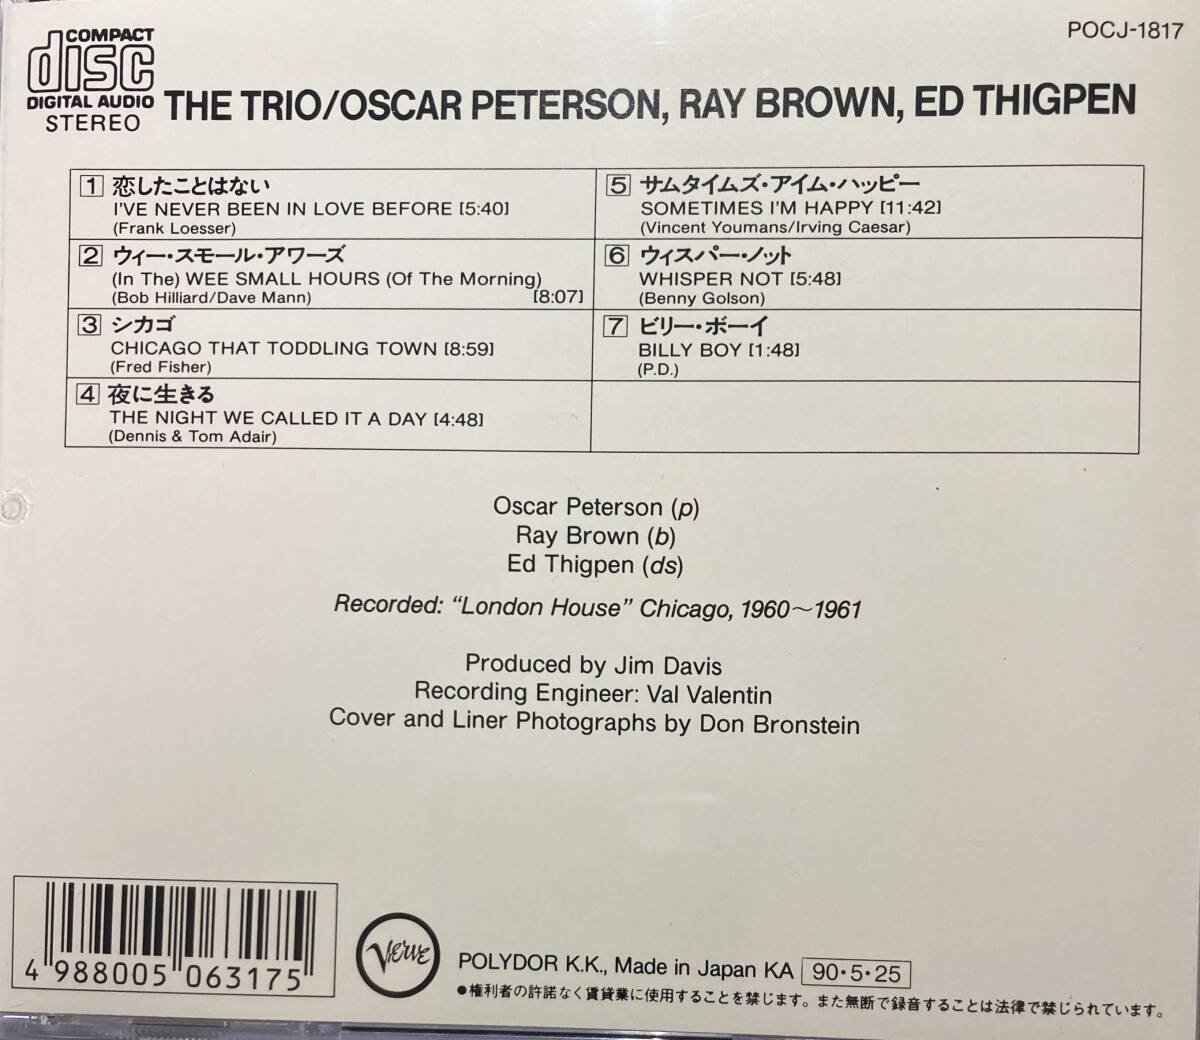 POCJ-1817
COMPACT
disc
DIGITAL AUDIO
STEREO
THE TRIO/OSCAR PETERSON, RAY BROWN, ED THIGPEN
1 恋したことはない
I'VE NEVER BEEN IN LOVE BEFORE [5:40]
(Frank Loesser)
2 ウィー・スモール・アワーズ
(In The) WEE SMALL HOURS (Of The Morning)
(Bob Hilliard/Dave Mann) [8:07]
3 シカゴ
CHICAGO THAT TODDLING TOWN [8:59]
(Fred Fisher)
4 夜に生きる
THE NIGHT WE CALLED IT A DAY [4:48]
(Dennis & Tom Adair)
5 サムタイムズ・アイム・ハッピー
SOMETIMES I'M HAPPY [11:42]
(Vincent Youmans/Irving Caesar)
6 ウィスパー・ノット
WHISPER NOT [5:48]
(Benny Golson)
7 ビリー・ボーイ
BILLY BOY [1:48]
(P.D.)
Oscar Peterson (p)
Ray Brown (b)
Ed Thigpen (ds)
Recorded: “London House” Chicago, 1960～1961
Produced by Jim Davis
Recording Engineer: Val Valentin
Cover and Liner Photographs by Don Bronstein
4 988005 063175
Verve
POLYDOR K.K., Made in Japan KA 90・5・25
●権利者の許諾なく賃貸業に使用することを禁じます。また無断で録音することは法律で禁じられています。